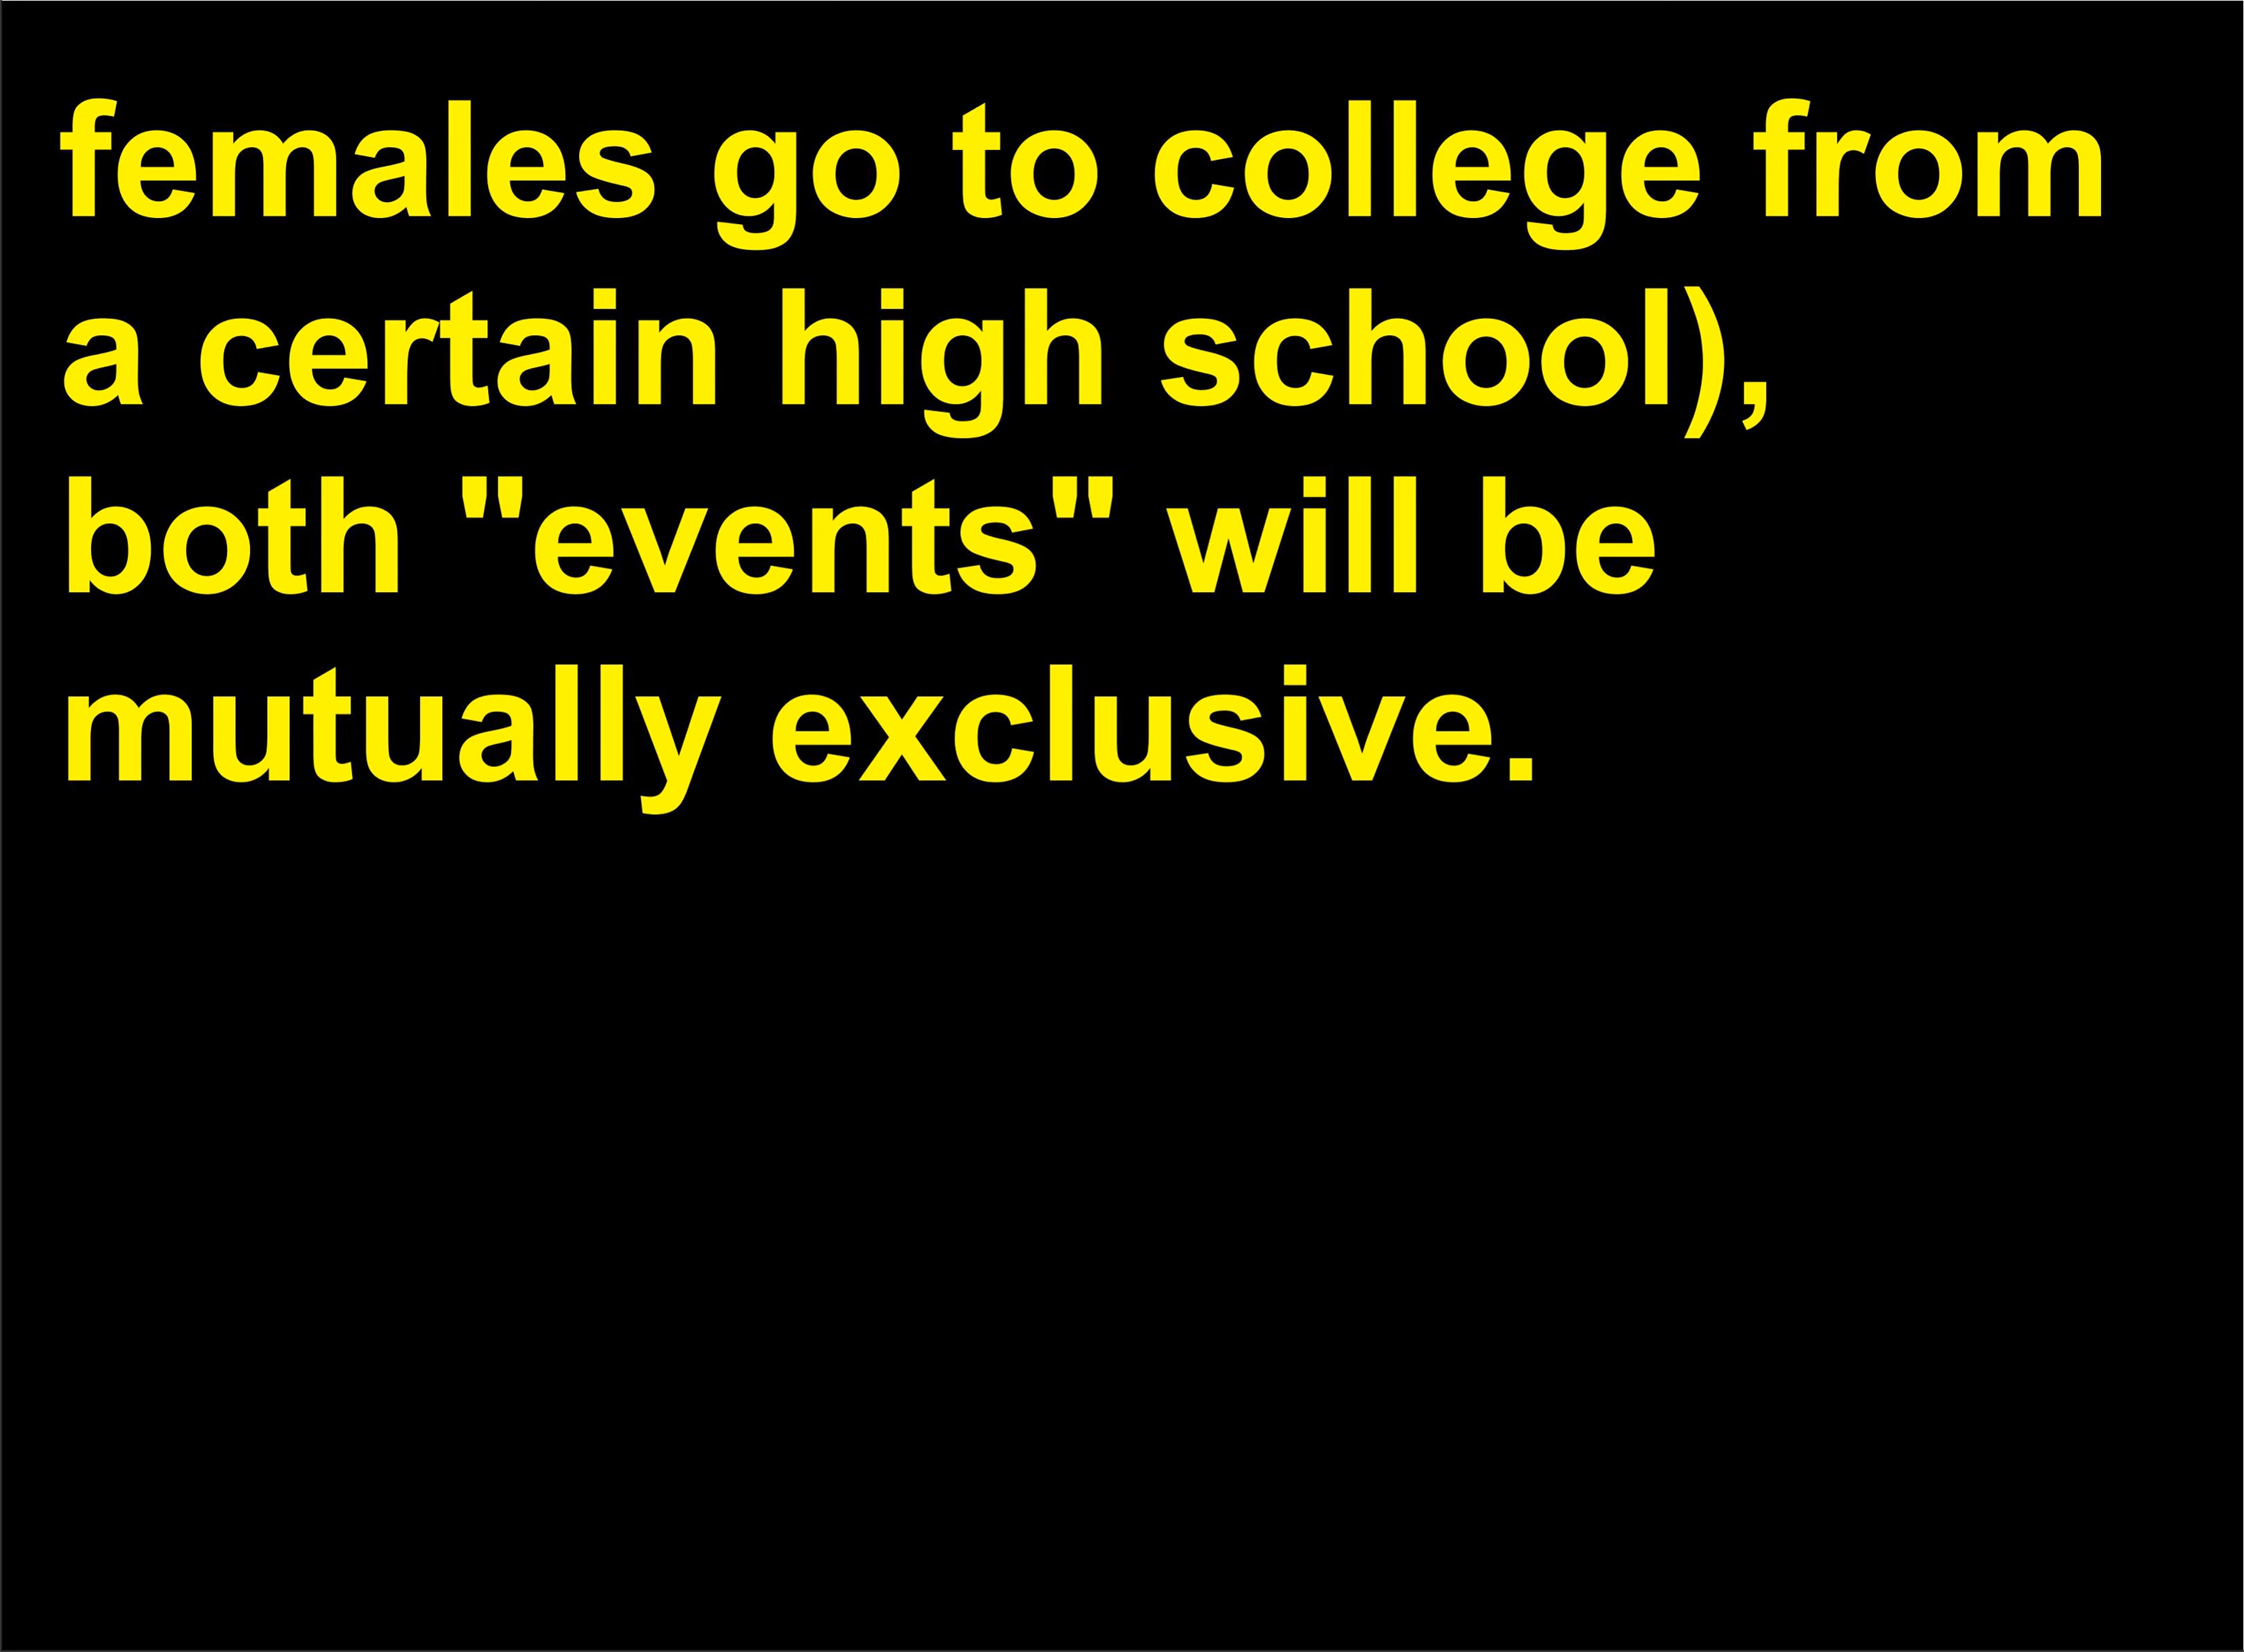 females go to college from
a certain high school),
both "events" will be
mutually exclusive.